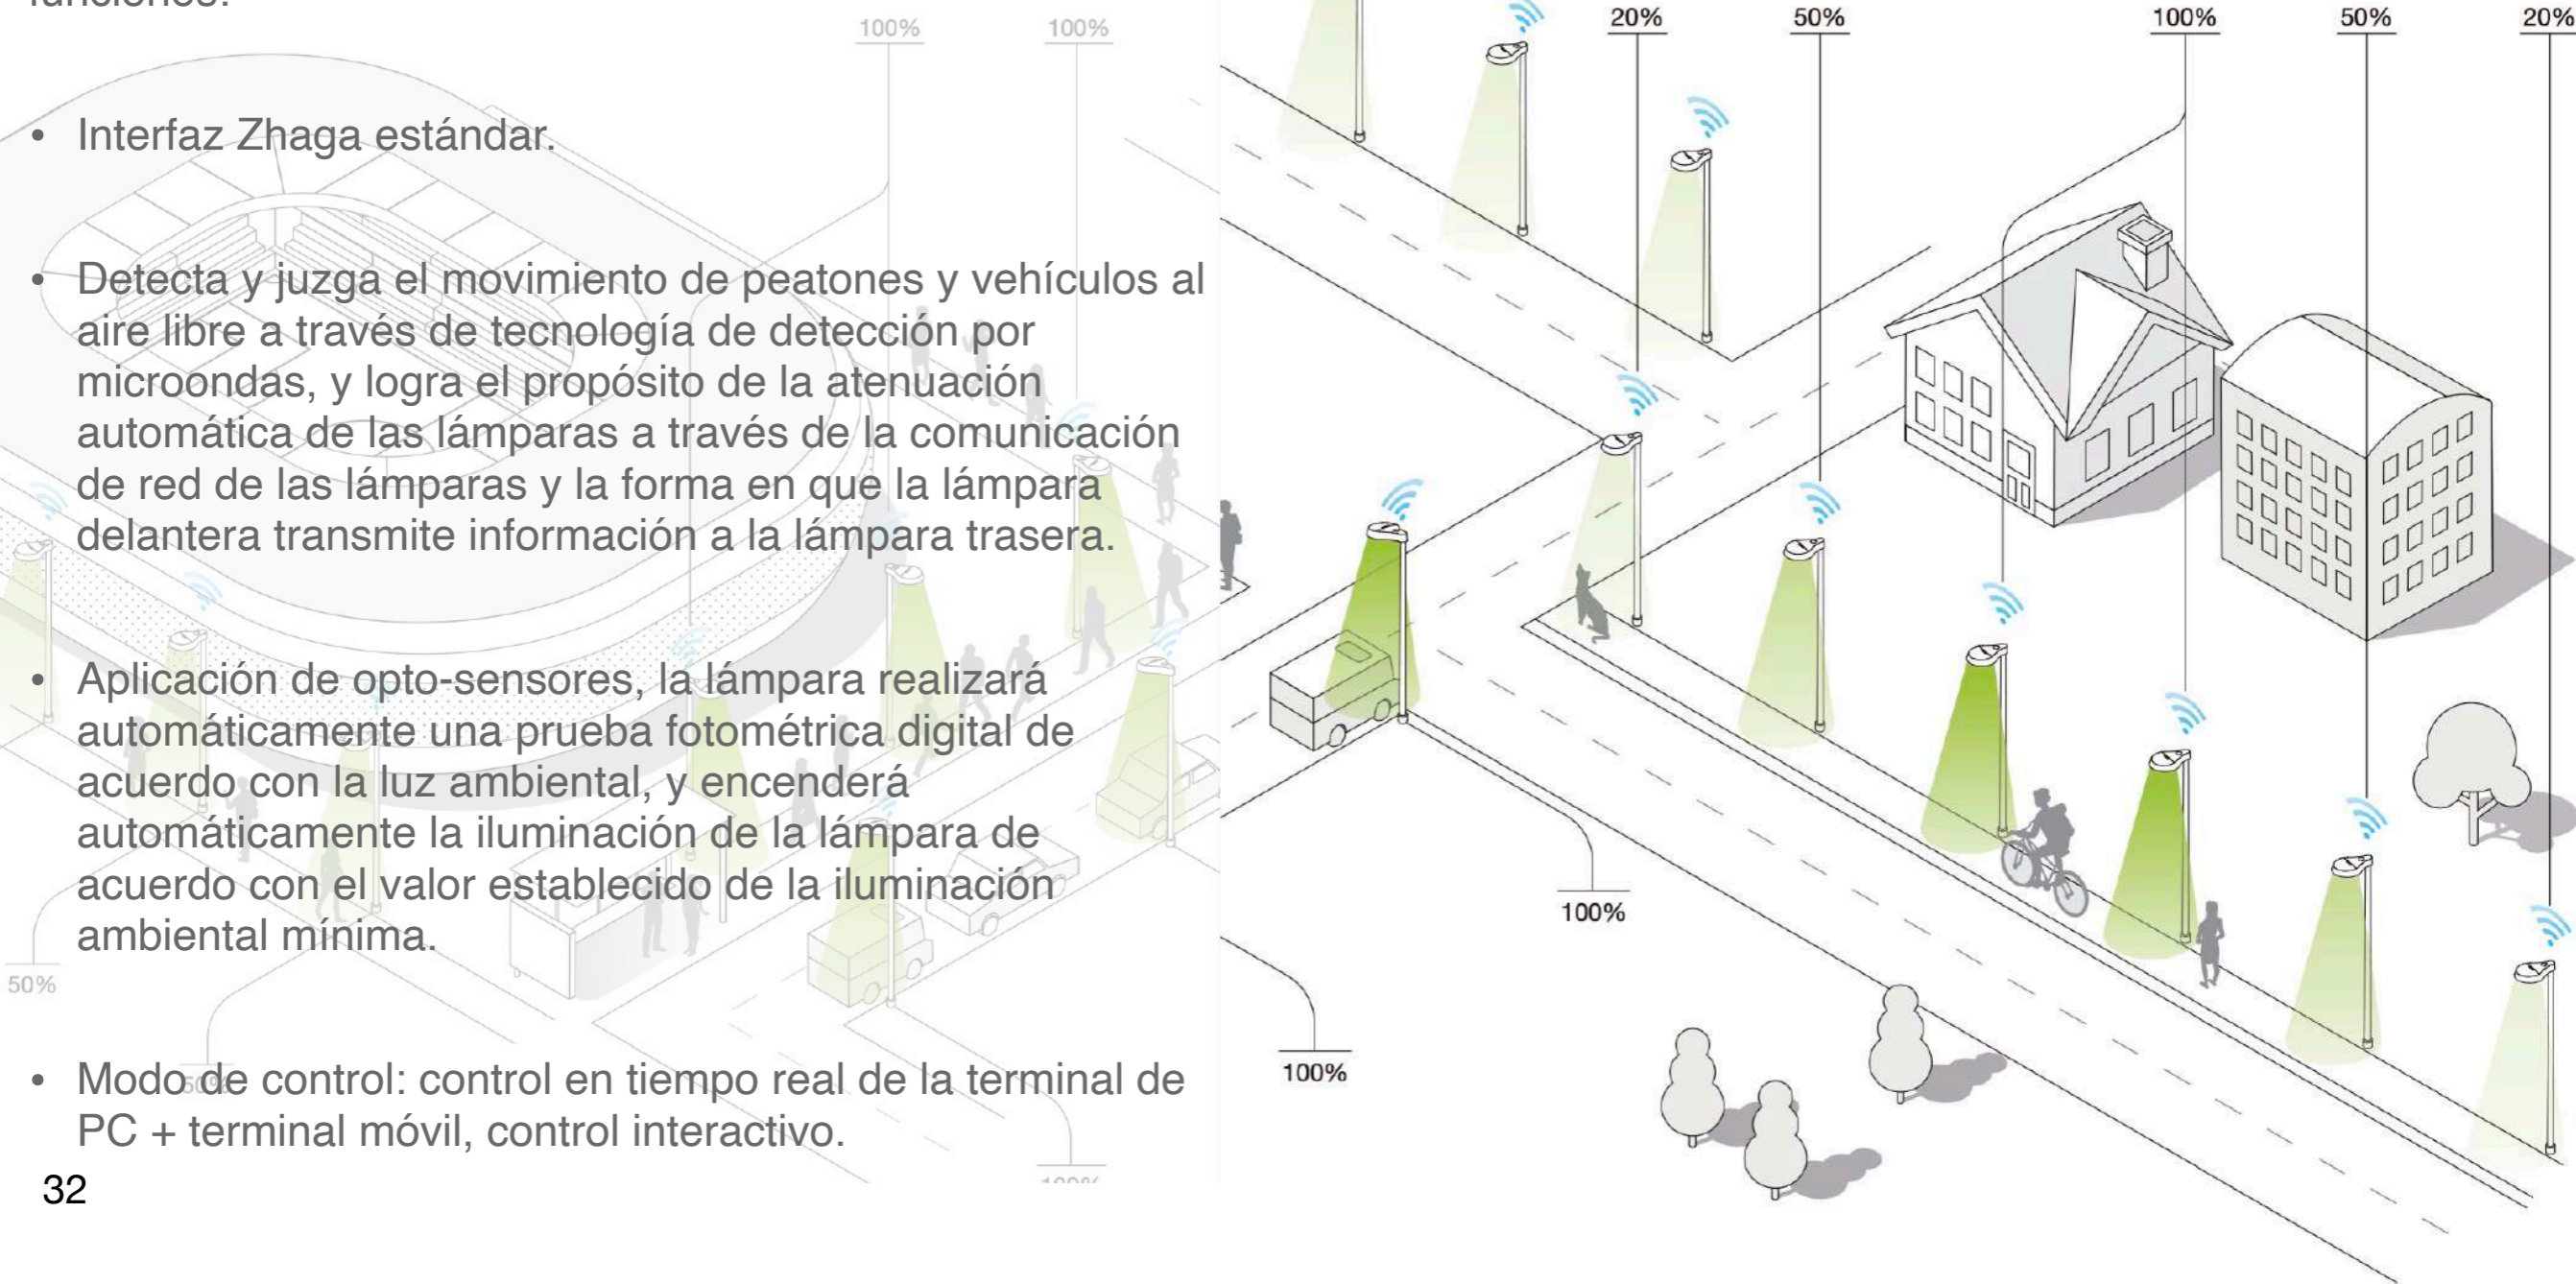 funciones:
100%
100%
20%
50%
100%
50%
20%
• Interfaz Zhaga estándar.
• Detecta y juzga el movimiento de peatones y vehículos al
aire libre a través de tecnología de detección por
microondas, y logra el propósito de la atenuación
automática de las lámparas a través de la comunicación
de red de las lámparas y la forma en que la lámpara
delantera transmite información a la lámpara trasera.
• Aplicación de opto-sensores, la lámpara realizará
automáticamente una prueba fotométrica digital de
acuerdo con la luz ambiental, y encenderá
automáticamente la iluminación de la lámpara de
acuerdo con el valor establecido de la iluminación
ambiental mínima.
50%
50%
• Modo de control: control en tiempo real de la terminal de
PC + terminal móvil, control interactivo.
100%
100%
100%
32